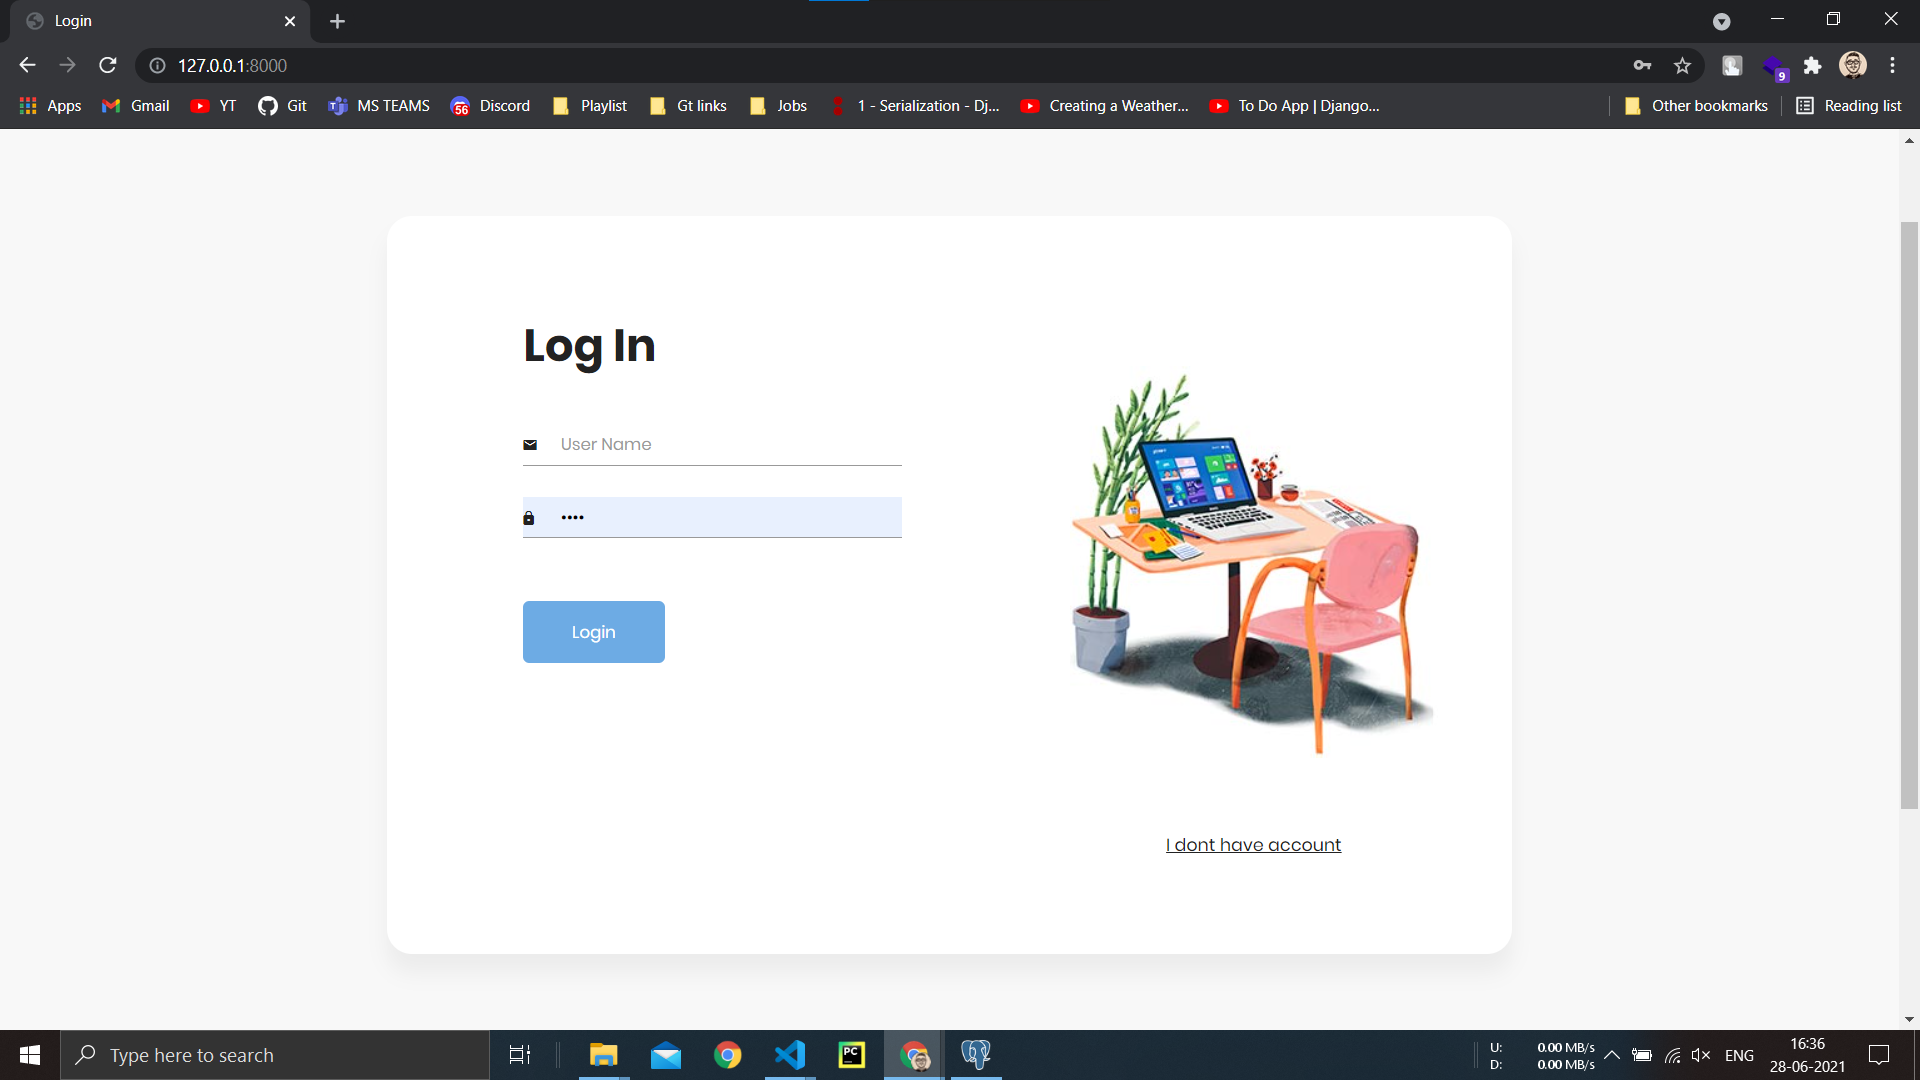 Login
127.0.0.1:8000
9
Apps Gmail YT Git MS TEAMS 56 Discord Playlist Gt links Jobs 1 - Serialization - Dj... Creating a Weather... To Do App | Django... Other bookmarks Reading list
Log In
User Name
••••
Login
I dont have account
Type here to search
PC
U: 0.00 MB/s
D: 0.00 MB/s
ENG
16:36
28-06-2021